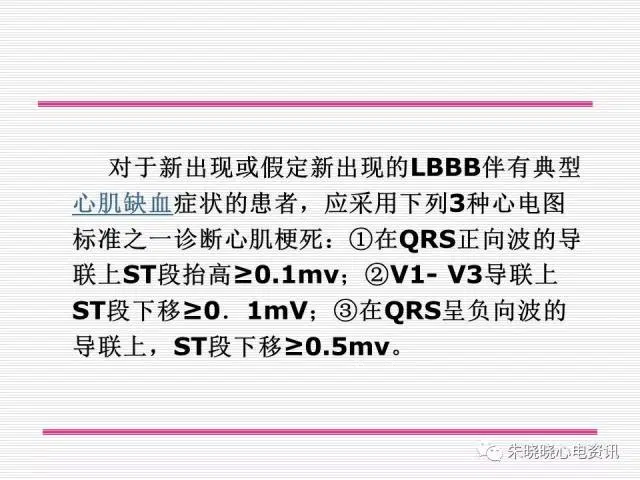 对于新出现或假定新出现的LBBB伴有典型
心肌缺血症状的患者，应采用下列3种心电图
标准之一诊断心肌梗死：①在QRS正向波的导
联上ST段抬高≥0.1mv；②V1- V3导联上
ST段下移≥0．1mV；③在QRS呈负向波的
导联上，ST段下移≥0.5mv。
朱晓晓心电资讯